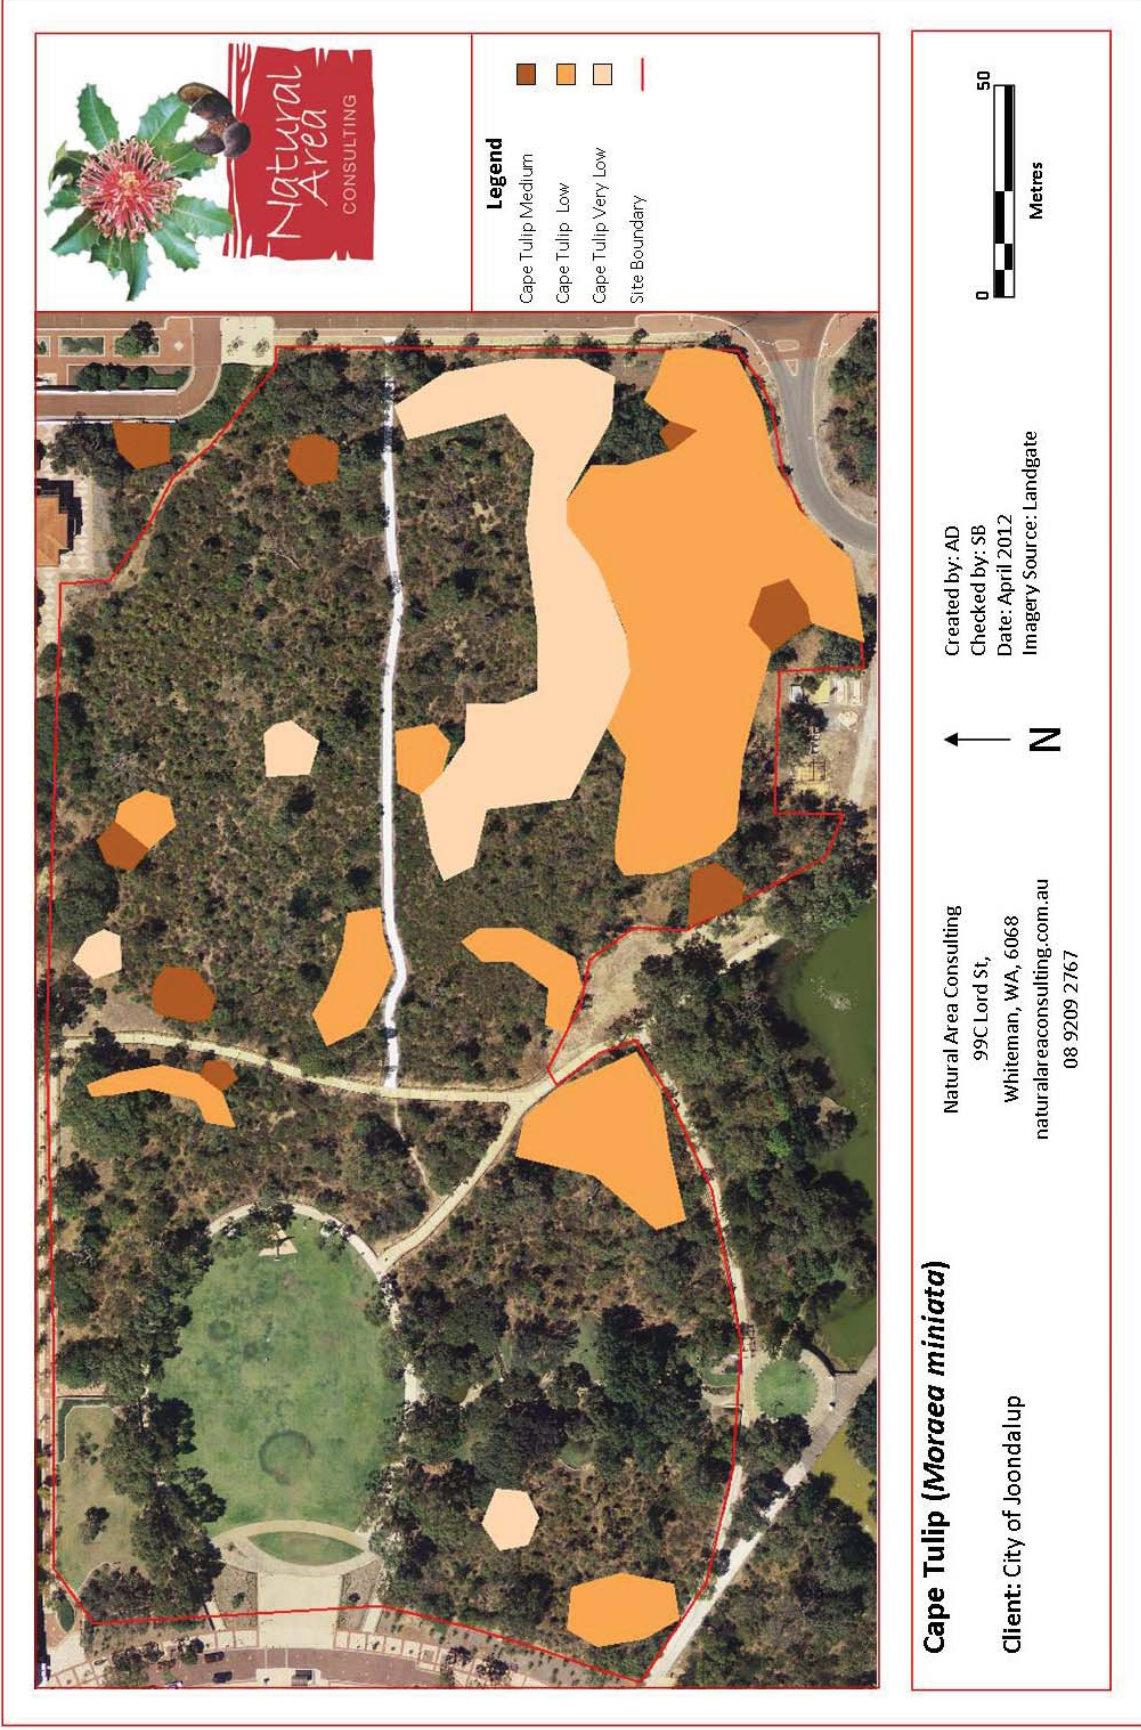 Natural
Area
CONSULTING
Legend
Cape Tulip Medium
Cape Tulip Low
Cape Tulip Very Low
Site Boundary
Cape Tulip (Moraea miniata)
Client: City of Joondalup
Natural Area Consulting
99C Lord St,
Whiteman, WA, 6068
naturalareaconsulting.com.au
08 9209 2767
N
Created by: AD
Checked by: SB
Date: April 2012
Imagery Source: Landgate
0 50
Metres